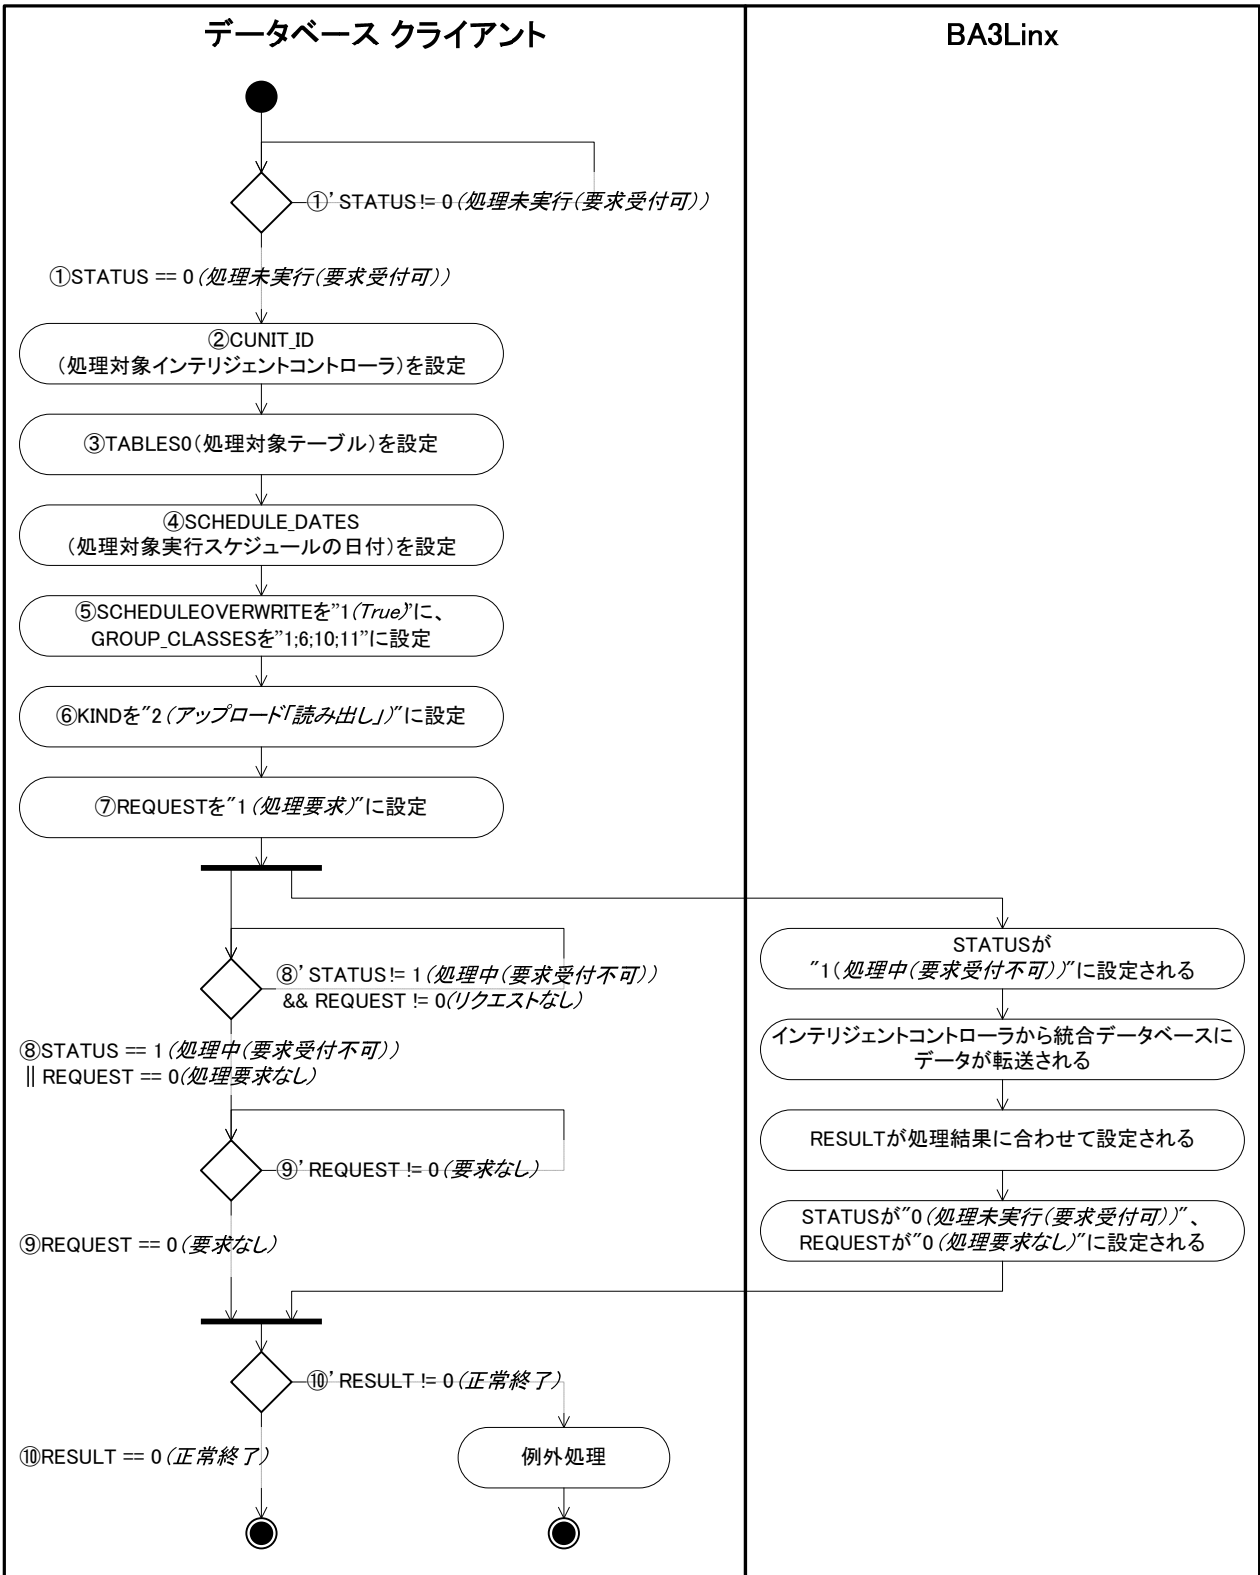 データベース クライアント
BA3Linx
①' STATUS != 0(処理未実行(要求受付可))
①STATUS == 0(処理未実行(要求受付可))
②CUNIT_ID
(処理対象インテリジェントコントローラ)を設定
③TABLES0(処理対象テーブル)を設定
④SCHEDULE_DATES
(処理対象実行スケジュールの日付)を設定
⑤SCHEDULEOVERWRITEを"1(True)"に、
GROUP_CLASSESを"1;6;10;11"に設定
⑥KINDを"2(アップロード「読み出し」)"に設定
⑦REQUESTを"1(処理要求)"に設定
⑧' STATUS != 1(処理中(要求受付不可))
&& REQUEST != 0(リクエストなし)
⑧STATUS == 1(処理中(要求受付不可))
|| REQUEST == 0(処理要求なし)
⑨' REQUEST != 0(要求なし)
⑨REQUEST == 0(要求なし)
STATUSが
"1(処理中(要求受付不可))"に設定される
インテリジェントコントローラから統合データベースに
データが転送される
RESULTが処理結果に合わせて設定される
STATUSが"0(処理未実行(要求受付可))"、
REQUESTが"0(処理要求なし)"に設定される
⑩' RESULT != 0(正常終了)
⑩RESULT == 0(正常終了)
例外処理